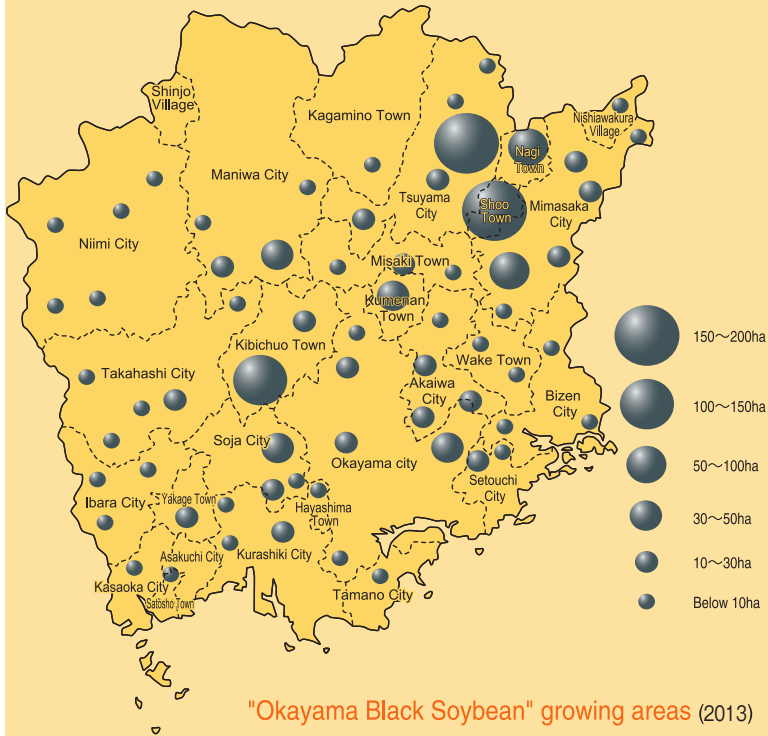 Shinjo
Village
Kagamino Town
Nishiawakura
Village
Nagi
Town
Maniwa City
Tsuyama
City
Shoo
Town
Mimasaka
City
Niimi City
Misaki Town
Kumenan
Town
Kibichuo Town
Wake Town
Takahashi City
Akaiwa
City
Bizen
City
Soja City
Okayama city
Setouchi
City
Ibara City
Yakage Town
Hayashima
Town
Asakuchi City
Kurashiki City
Kasaoka City
Satosho Town
Tamano City
150～200ha
100～150ha
50～100ha
30～50ha
10～30ha
Below 10ha
"Okayama Black Soybean" growing areas (2013)